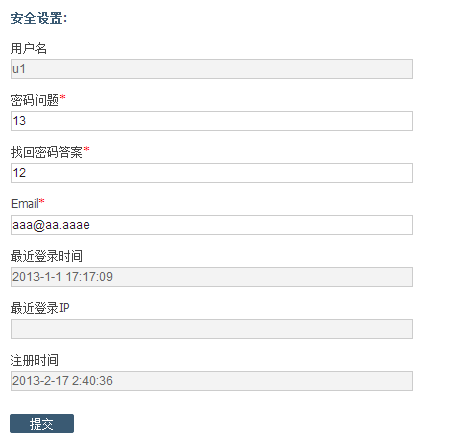 安全设置:
用户名
u1
密码问题*
13
找回密码答案*
12
Email*
aaa@aa.aaae
最近登录时间
2013-1-1 17:17:09
最近登录IP
注册时间
2013-2-17 2:40:36
提交